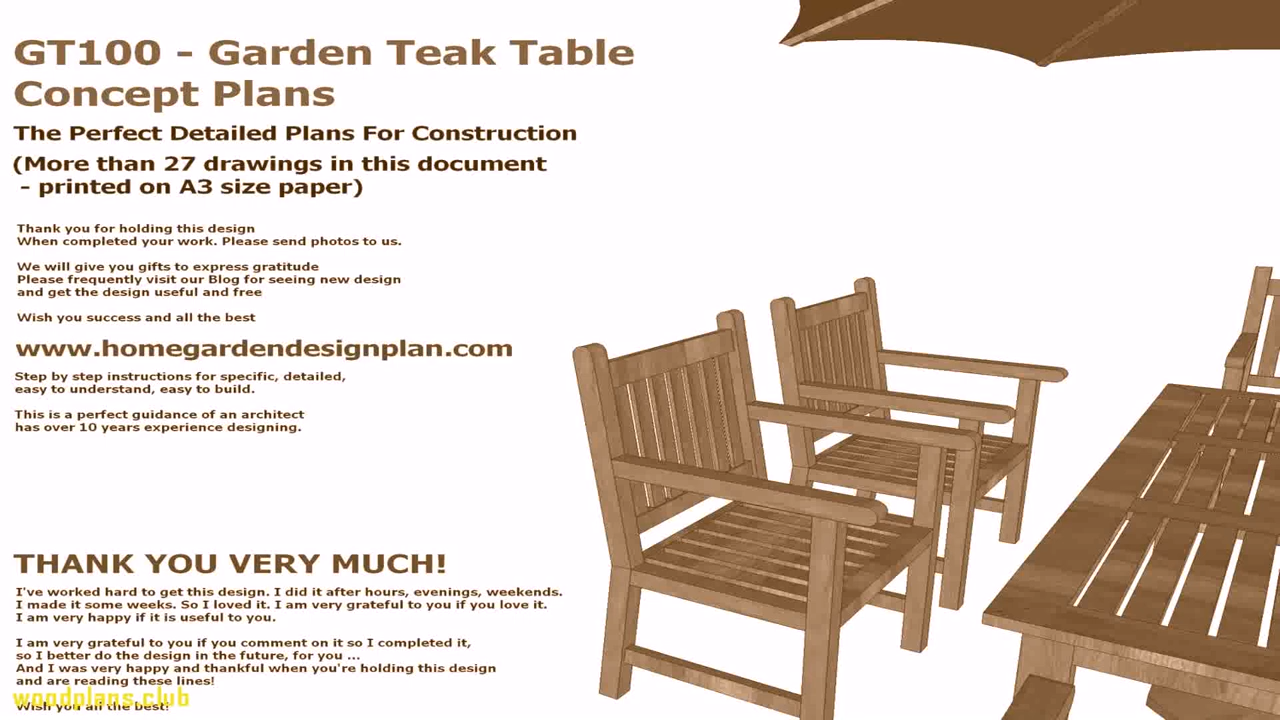 GT100 - Garden Teak Table
Concept Plans
The Perfect Detailed Plans For Construction
(More than 27 drawings in this document
- printed on A3 size paper)
Thank you for holding this design
When completed your work. Please send photos to us.
We will give you gifts to express gratitude
Please frequently visit our Blog for seeing new design
and get the design useful and free
Wish you success and all the best
www.homegardendesignplan.com
Step by step instructions for specific, detailed,
easy to understand, easy to build.
This is a perfect guidance of an architect
has over 10 years experience designing.
THANK YOU VERY MUCH!
I've worked hard to get this design. I did it after hours, evenings, weekends.
I made it some weeks. So I loved it. I am very grateful to you if you love it.
I am very happy if it is useful to you.
I am very grateful to you if you comment on it so I completed it,
so I better do the design in the future, for you ...
And I was very happy and thankful when you're holding this design
and are reading these lines!
woodplans.club
Wish you all the best!